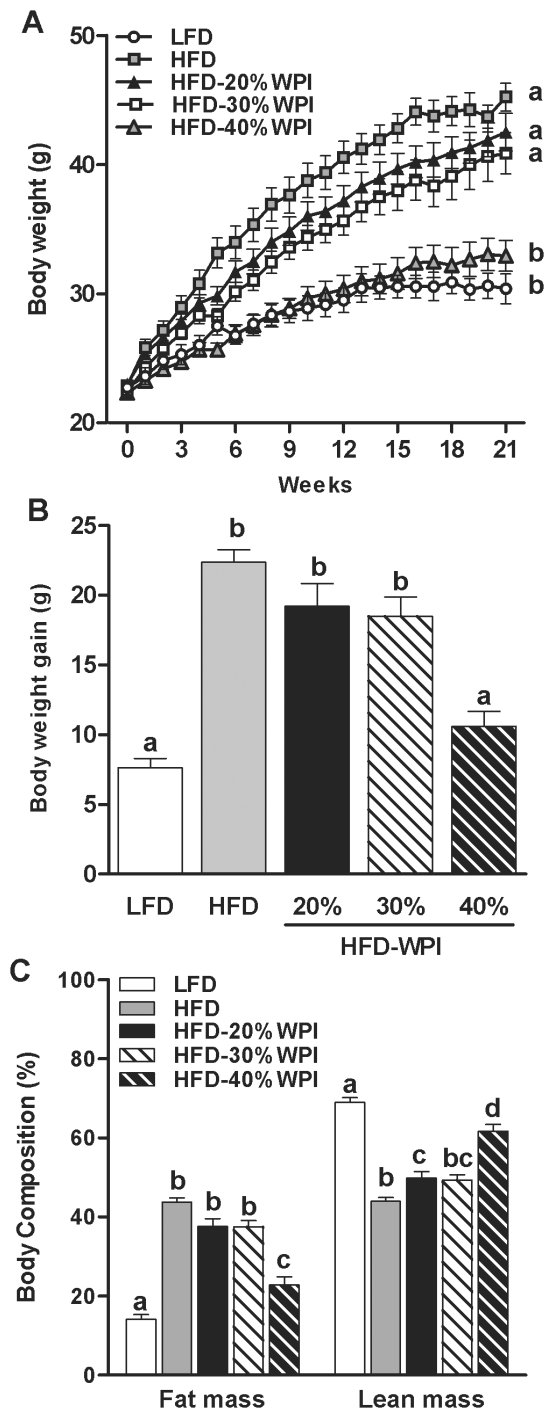 A
LFD
HFD
HFD-20% WPI
HFD-30% WPI
HFD-40% WPI
Body weight (g)
50
40
30
20
a
a
a
b
b
0 3 6 9 12 15 18 21
Weeks
B
Body weight gain (g)
25
20
15
10
5
0
a
b
b
b
a
LFD HFD 20% 30% 40%
HFD-WPI
C
LFD
HFD
HFD-20% WPI
HFD-30% WPI
HFD-40% WPI
Body Composition (%)
100
80
60
40
20
0
a
b
b
b
c
a
b
c
bc
d
Fat mass Lean mass